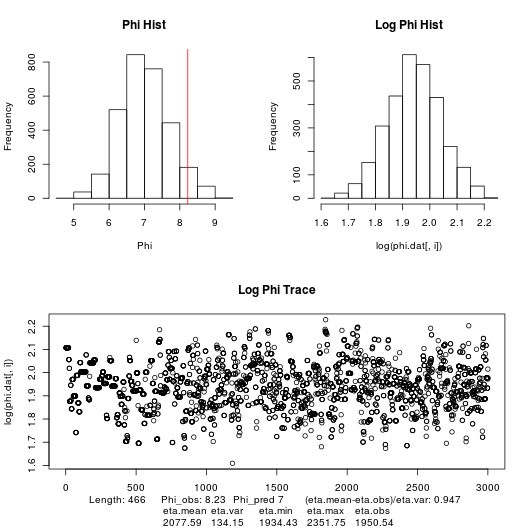 Phi Hist
Log Phi Hist
Frequency
0 200 400 600 800
5 6 7 8 9
Phi
Frequency
0 100 300 500
1.6 1.7 1.8 1.9 2.0 2.1 2.2
log(phi.dat[, i])
Log Phi Trace
log(phi.dat[, i])
1.6 1.7 1.8 1.9 2.0 2.1 2.2
0 500 1000 1500 2000 2500 3000
Length: 466 Phi_obs: 8.23 Phi_pred 7 (eta.mean-eta.obs)/eta.var: 0.947
eta.mean eta.var eta.min eta.max eta.obs
2077.59 134.15 1934.43 2351.75 1950.54